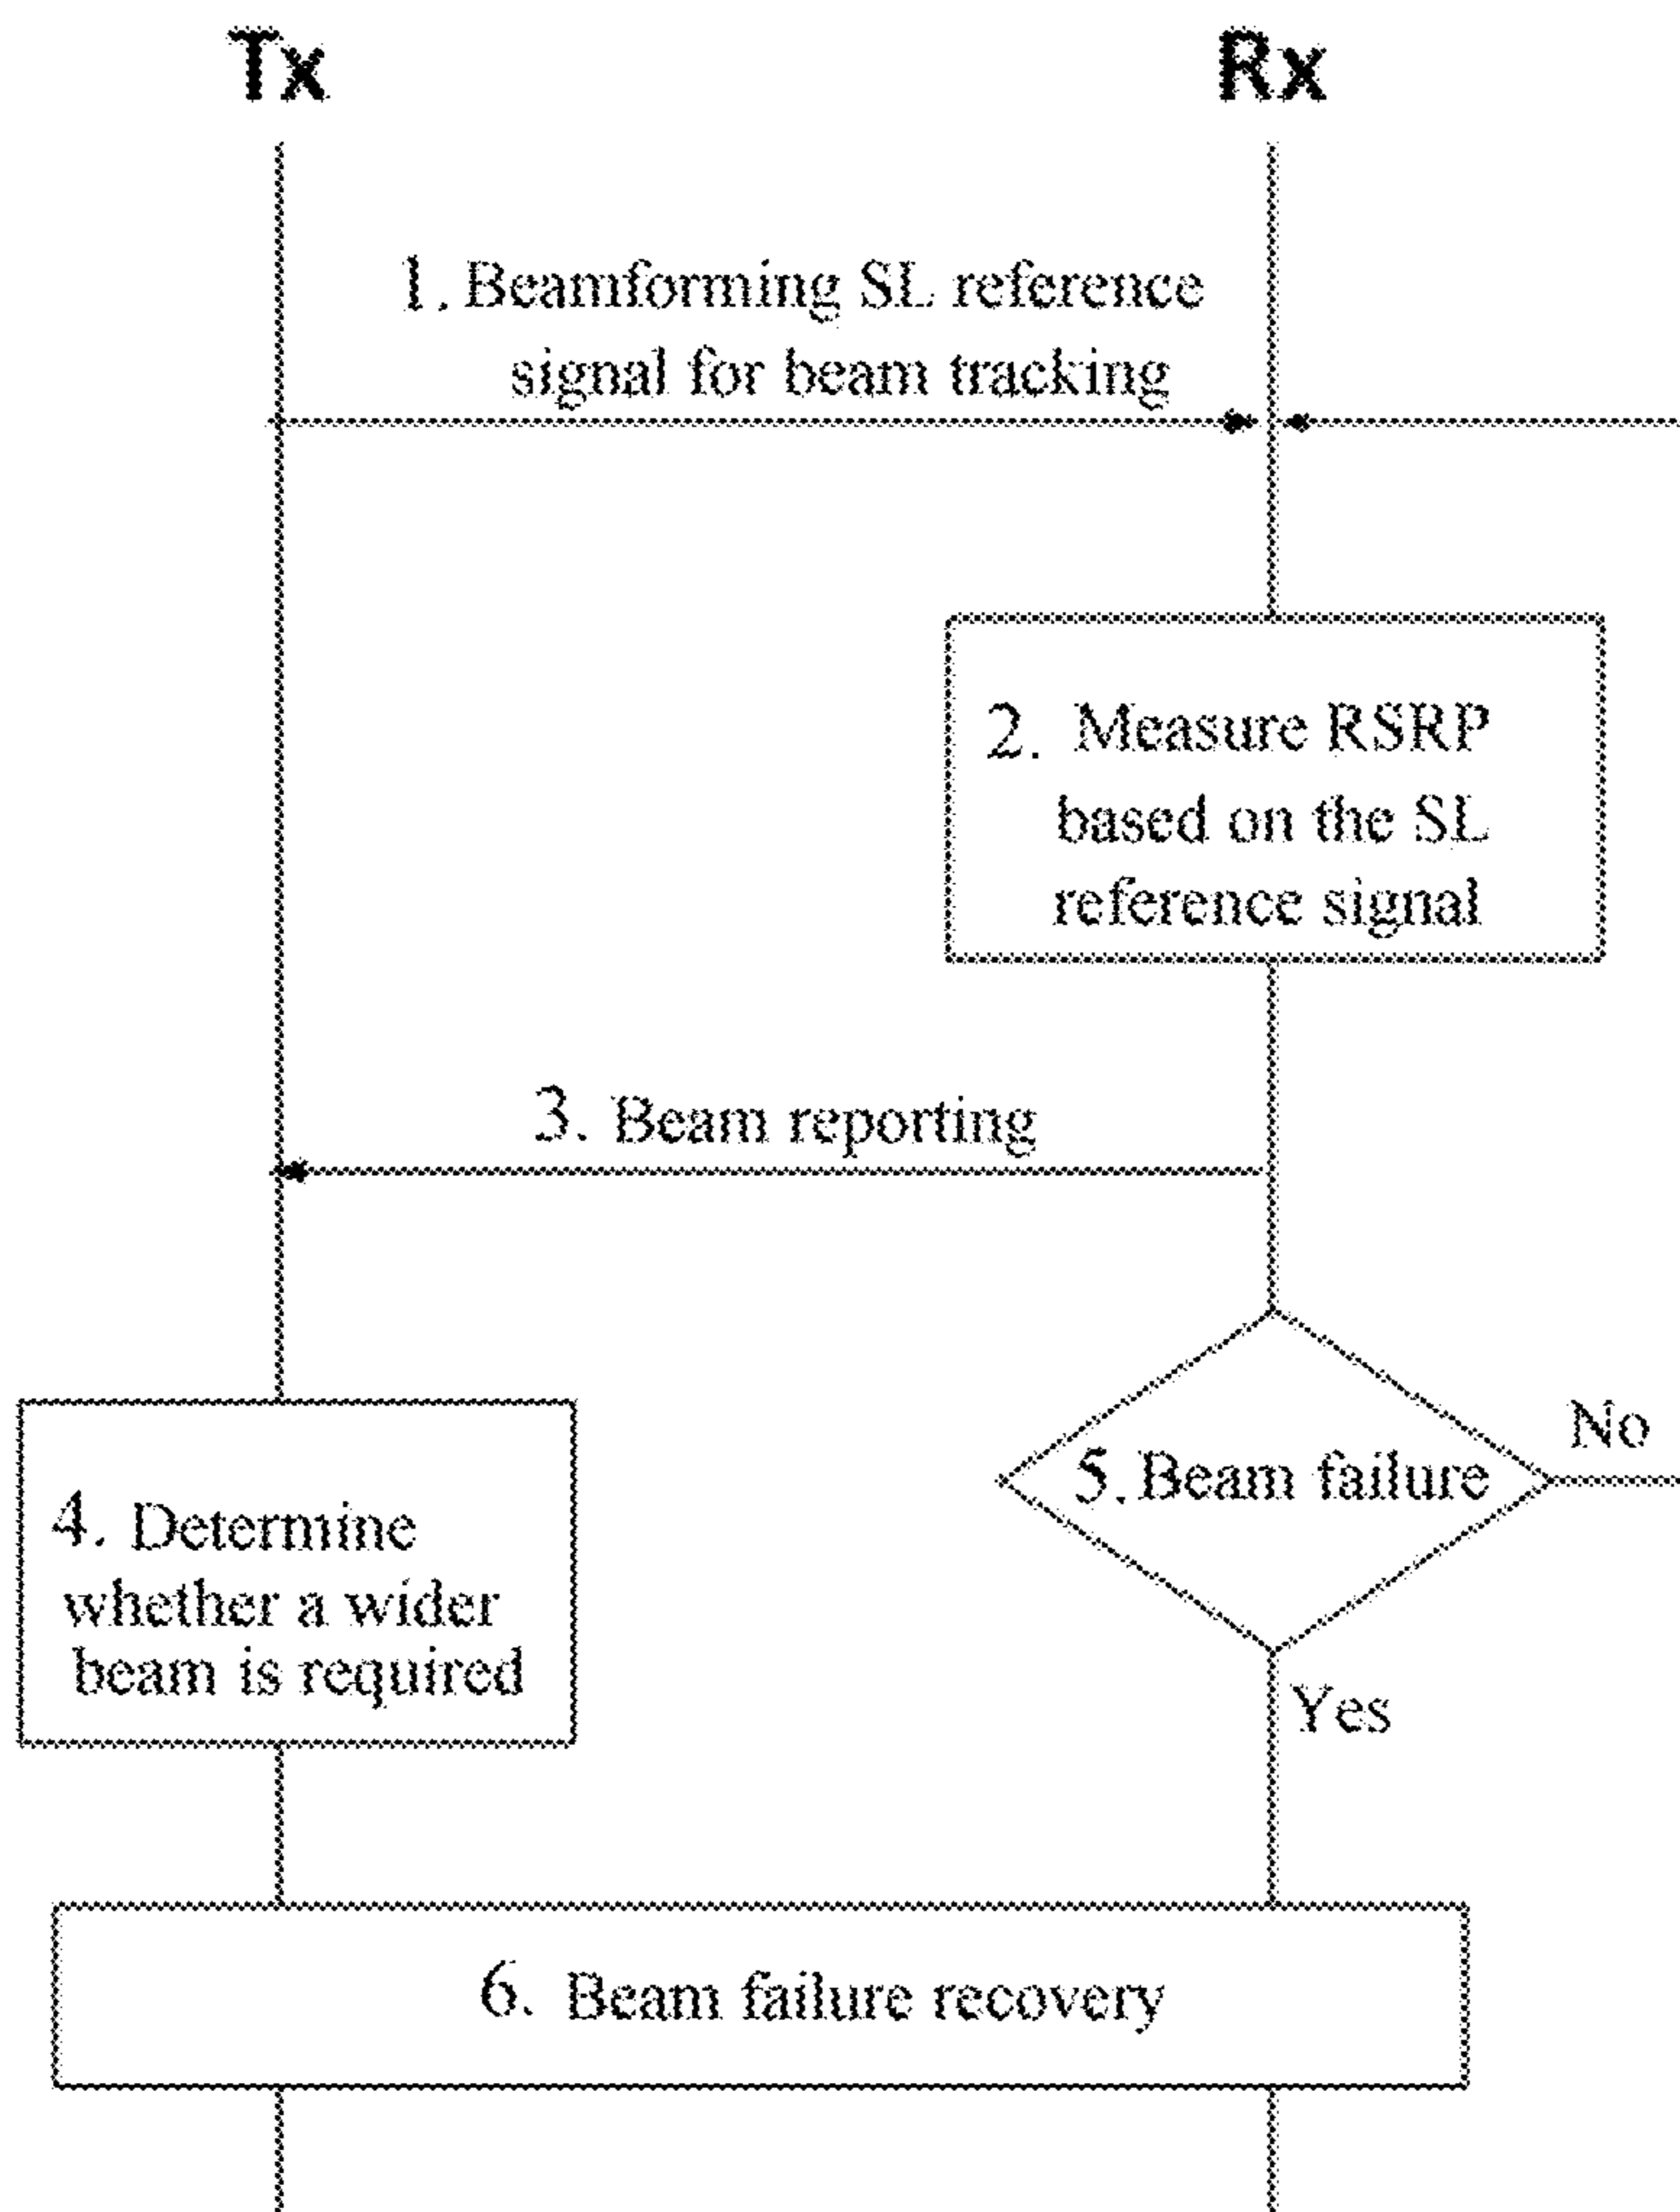 Tx
Rx
1. Beamforming SL reference
signal for beam tracking
2. Measure RSRP
based on the SL
reference signal
3. Beam reporting
4. Determine
whether a wider
beam is required
5. Beam failure
No
Yes
6. Beam failure recovery